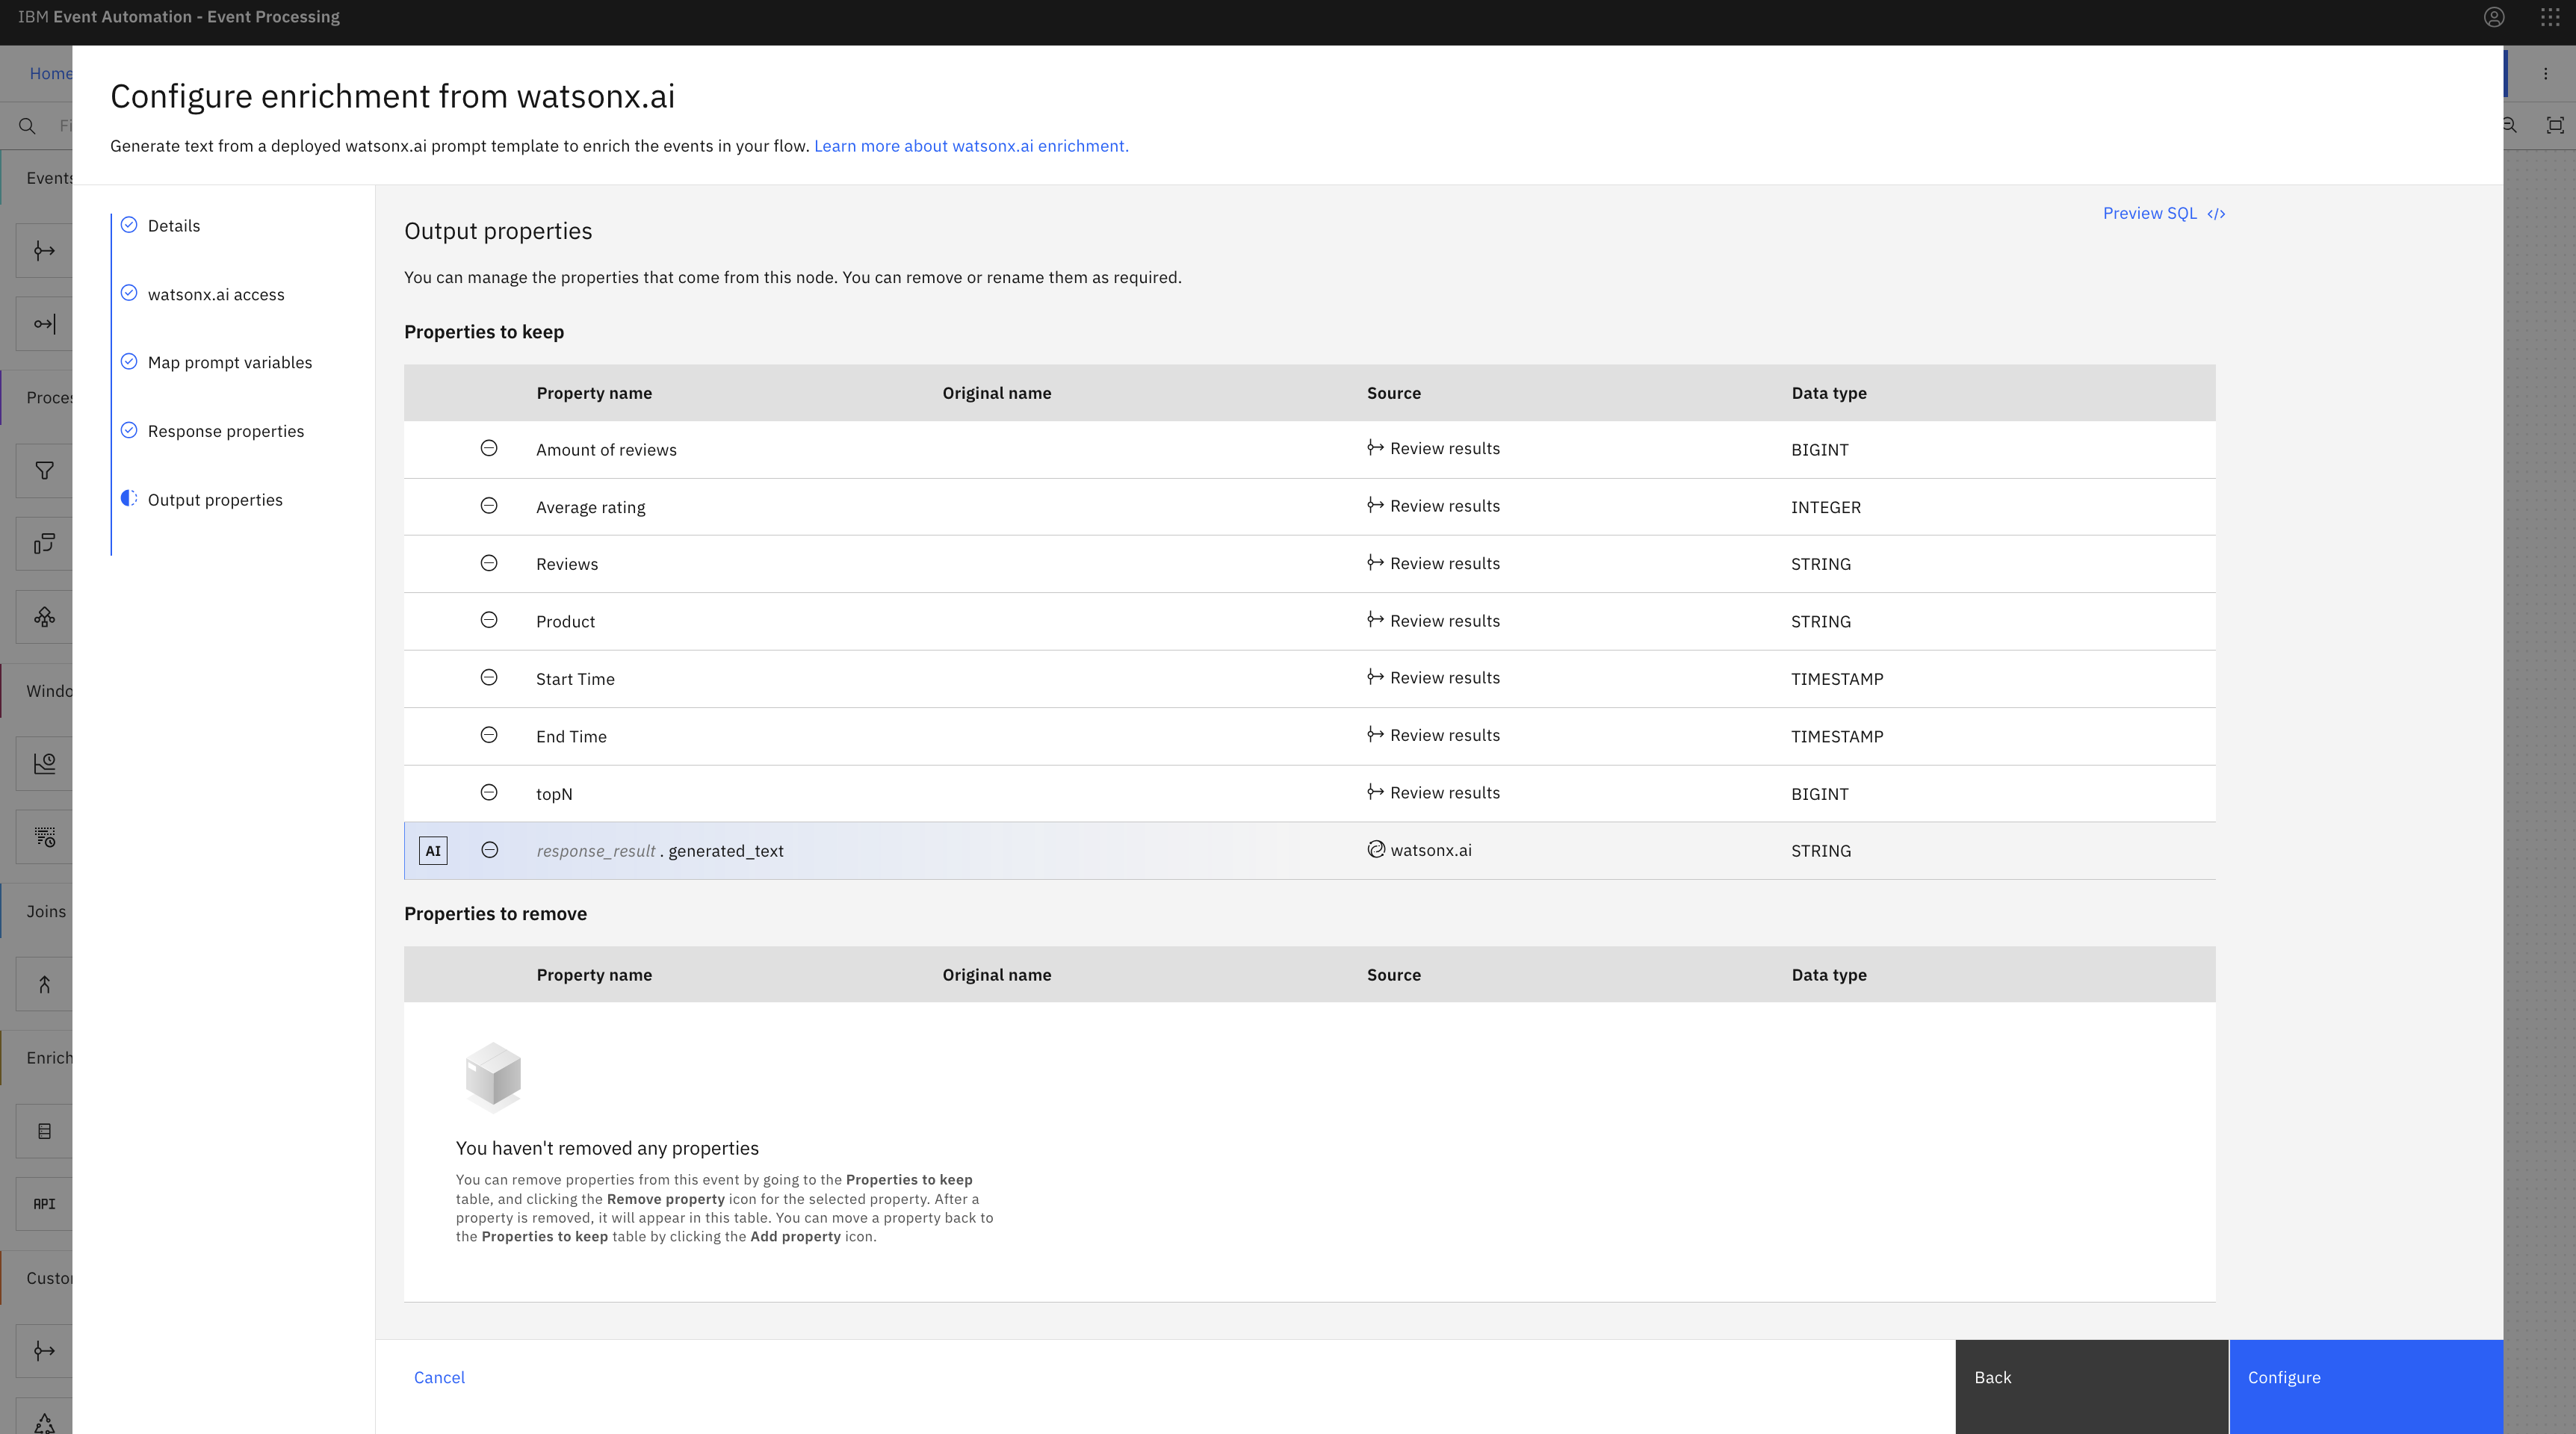 IBM Event Automation - Event Processing
Home
Configure enrichment from watsonx.ai
Generate text from a deployed watsonx.ai prompt template to enrich the events in your flow. Learn more about watsonx.ai enrichment.
Events
Joins
API
Details
watsonx.ai access
Map prompt variables
Response properties
Output properties
Preview SQL </>
Output properties
You can manage the properties that come from this node. You can remove or rename them as required.
Properties to keep
Property name Original name Source Data type
Amount of reviews Review results BIGINT
Average rating Review results INTEGER
Reviews Review results STRING
Product Review results STRING
Start Time Review results TIMESTAMP
End Time Review results TIMESTAMP
topN Review results BIGINT
AI response_result . generated_text watsonx.ai STRING
Properties to remove
Property name Original name Source Data type
You haven't removed any properties
You can remove properties from this event by going to the Properties to keep
table, and clicking the Remove property icon for the selected property. After a
property is removed, it will appear in this table. You can move a property back to
the Properties to keep table by clicking the Add property icon.
Cancel
Back
Configure